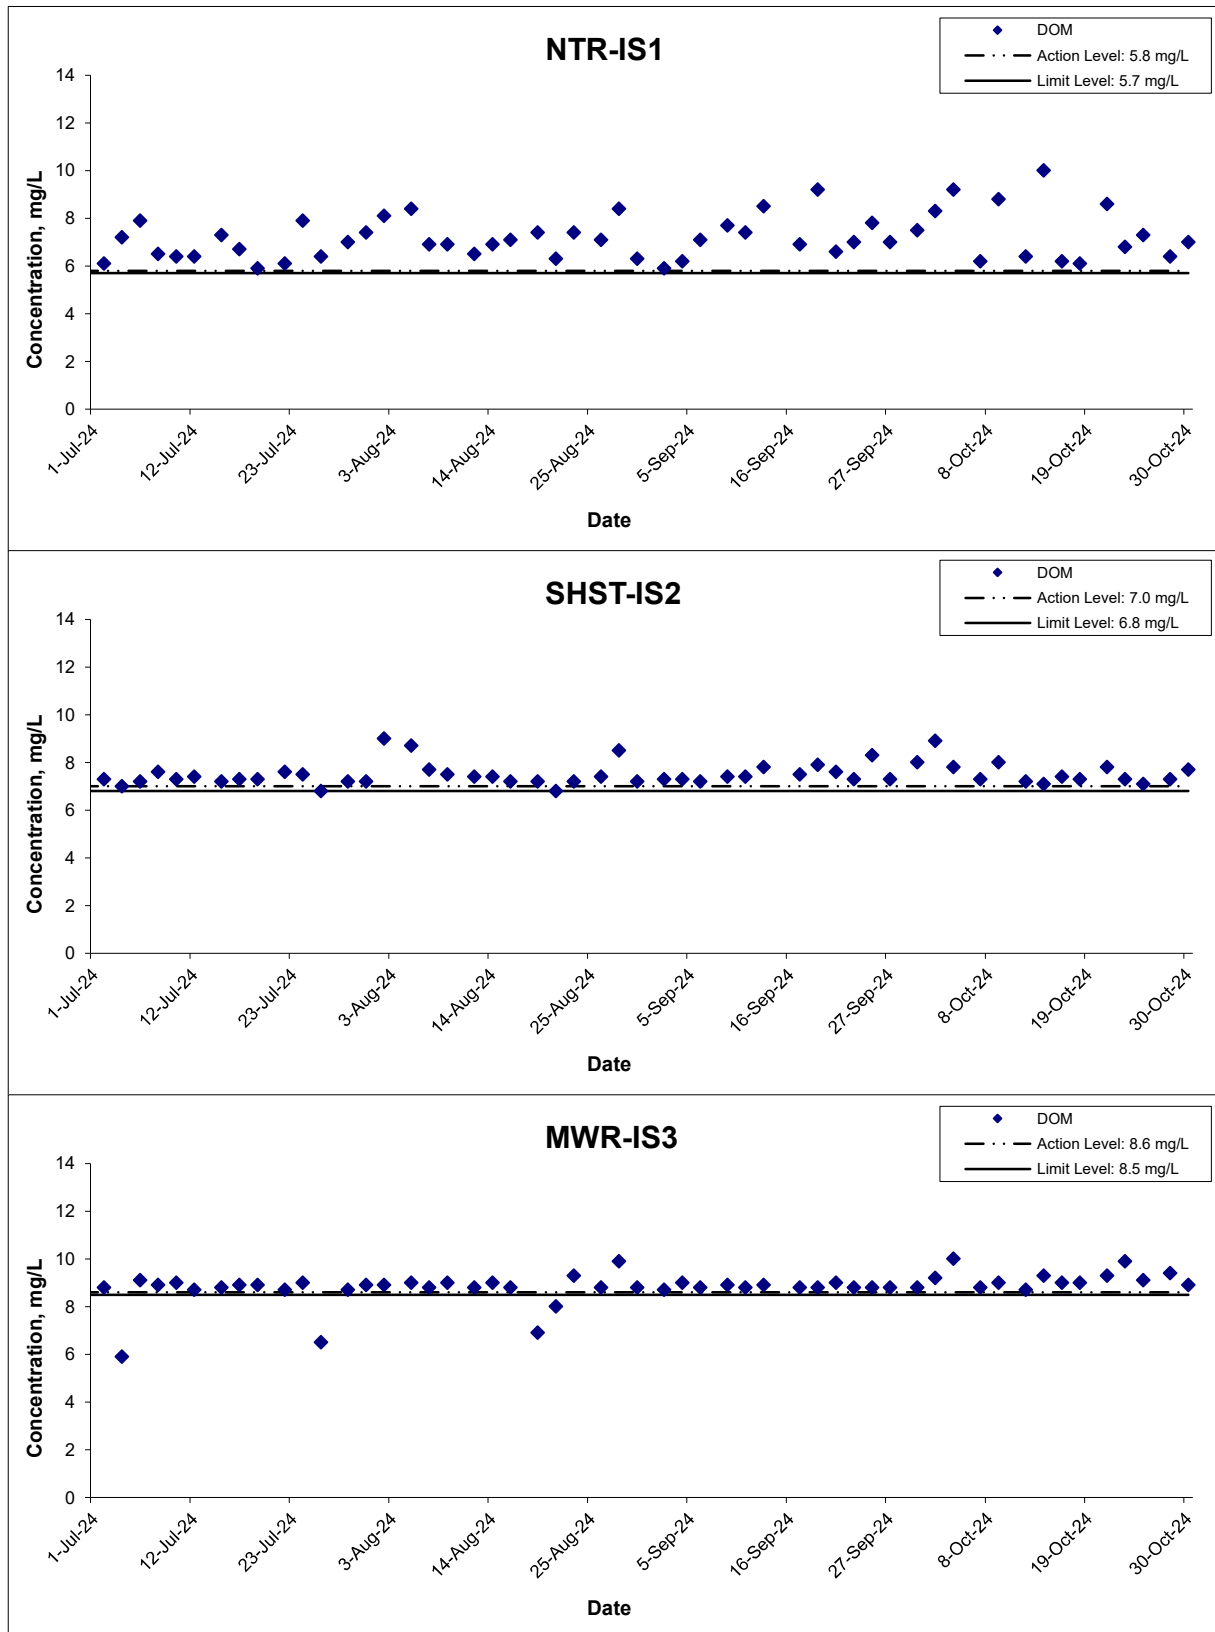 NTR-IS1
DOM
Action Level: 5.8 mg/L
Limit Level: 5.7 mg/L
Concentration, mg/L
14
12
10
8
6
4
2
0
1-Jul-24
12-Jul-24
23-Jul-24
3-Aug-24
14-Aug-24
25-Aug-24
5-Sep-24
16-Sep-24
27-Sep-24
8-Oct-24
19-Oct-24
30-Oct-24
Date
SHST-IS2
DOM
Action Level: 7.0 mg/L
Limit Level: 6.8 mg/L
Concentration, mg/L
14
12
10
8
6
4
2
0
1-Jul-24
12-Jul-24
23-Jul-24
3-Aug-24
14-Aug-24
25-Aug-24
5-Sep-24
16-Sep-24
27-Sep-24
8-Oct-24
19-Oct-24
30-Oct-24
Date
MWR-IS3
DOM
Action Level: 8.6 mg/L
Limit Level: 8.5 mg/L
Concentration, mg/L
14
12
10
8
6
4
2
0
1-Jul-24
12-Jul-24
23-Jul-24
3-Aug-24
14-Aug-24
25-Aug-24
5-Sep-24
16-Sep-24
27-Sep-24
8-Oct-24
19-Oct-24
30-Oct-24
Date